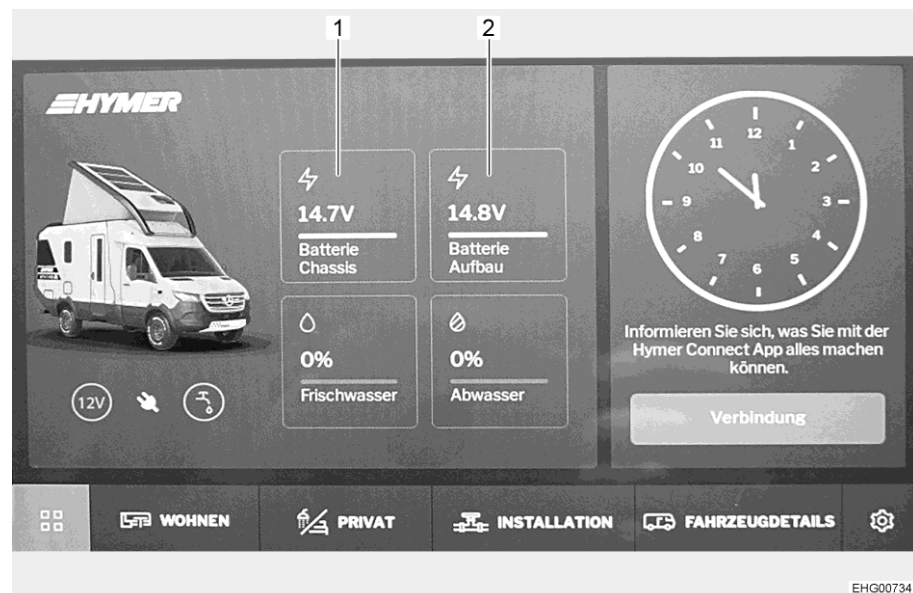 1 2
HYMER
14.7V
Batterie
Chassis
14.8V
Batterie
Aufbau
0%
Frischwasser
0%
Abwasser
12V
12
1
2
3
4
5
6
7
8
9
10
11
Informieren Sie sich, was Sie mit der
Hymer Connect App alles machen
können.
Verbindung
WOHNEN
PRIVAT
INSTALLATION
FAHRZEUGDETAILS
EHG00734